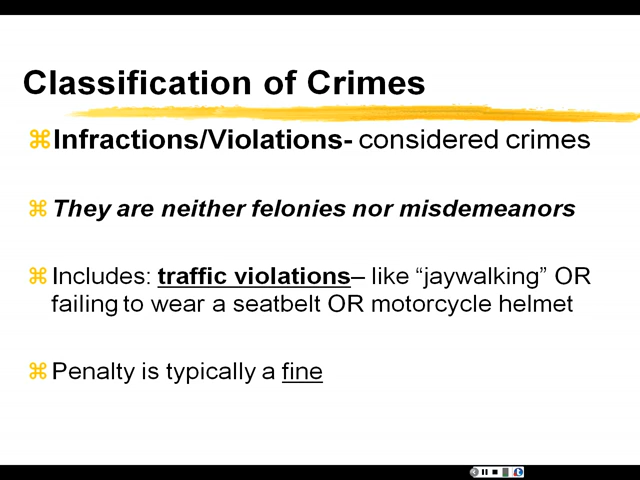 Classification of Crimes
Infractions/Violations- considered crimes
They are neither felonies nor misdemeanors
Includes: traffic violations– like “jaywalking” OR
failing to wear a seatbelt OR motorcycle helmet
Penalty is typically a fine